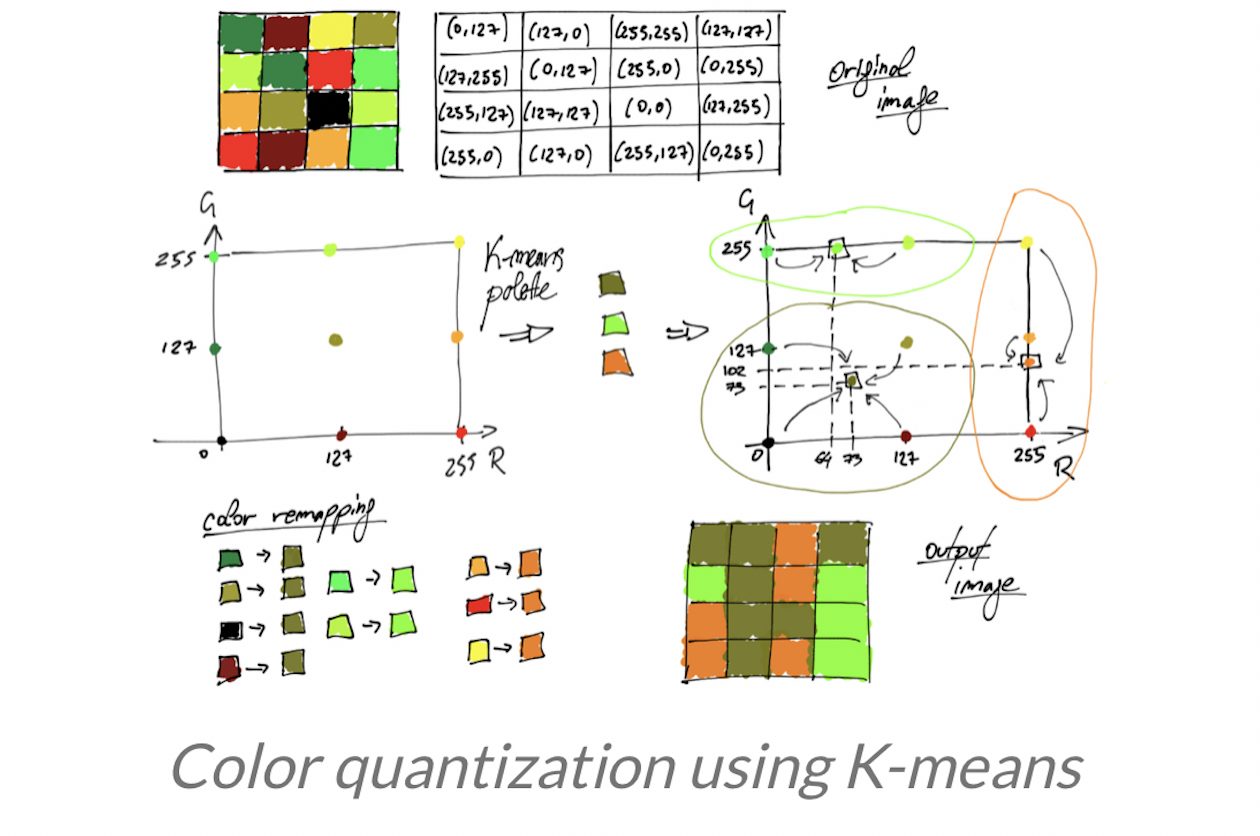 (0,127) (127,0) (255,255) (127,127)
(127,255) (0,127) (255,0) (0,255)
(255,127) (127,127) (0,0) (127,255)
(255,0) (127,0) (255,127) (0,255)
original
image
G
255
127
0
127
255 R
K-means
palette
G
255
127
102
73
0
64
73
127
255
R
color remapping
output
image
Color quantization using K-means